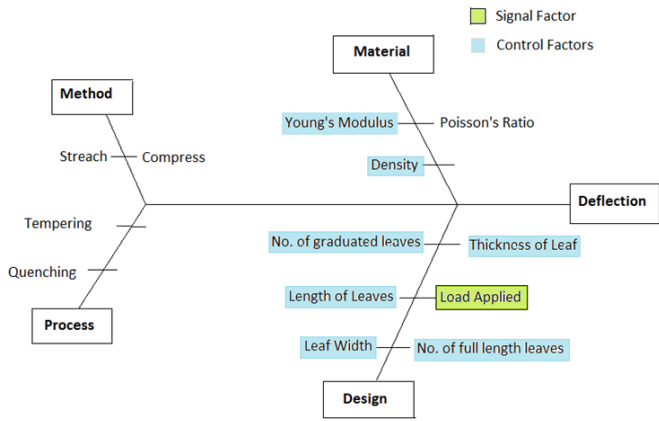 Signal Factor
Control Factors
Material
Method
Young's Modulus
Poisson's Ratio
Streach
Compress
Density
Deflection
Tempering
No. of graduated leaves
Thickness of Leaf
Quenching
Length of Leaves
Load Applied
Process
Leaf Width
No. of full length leaves
Design